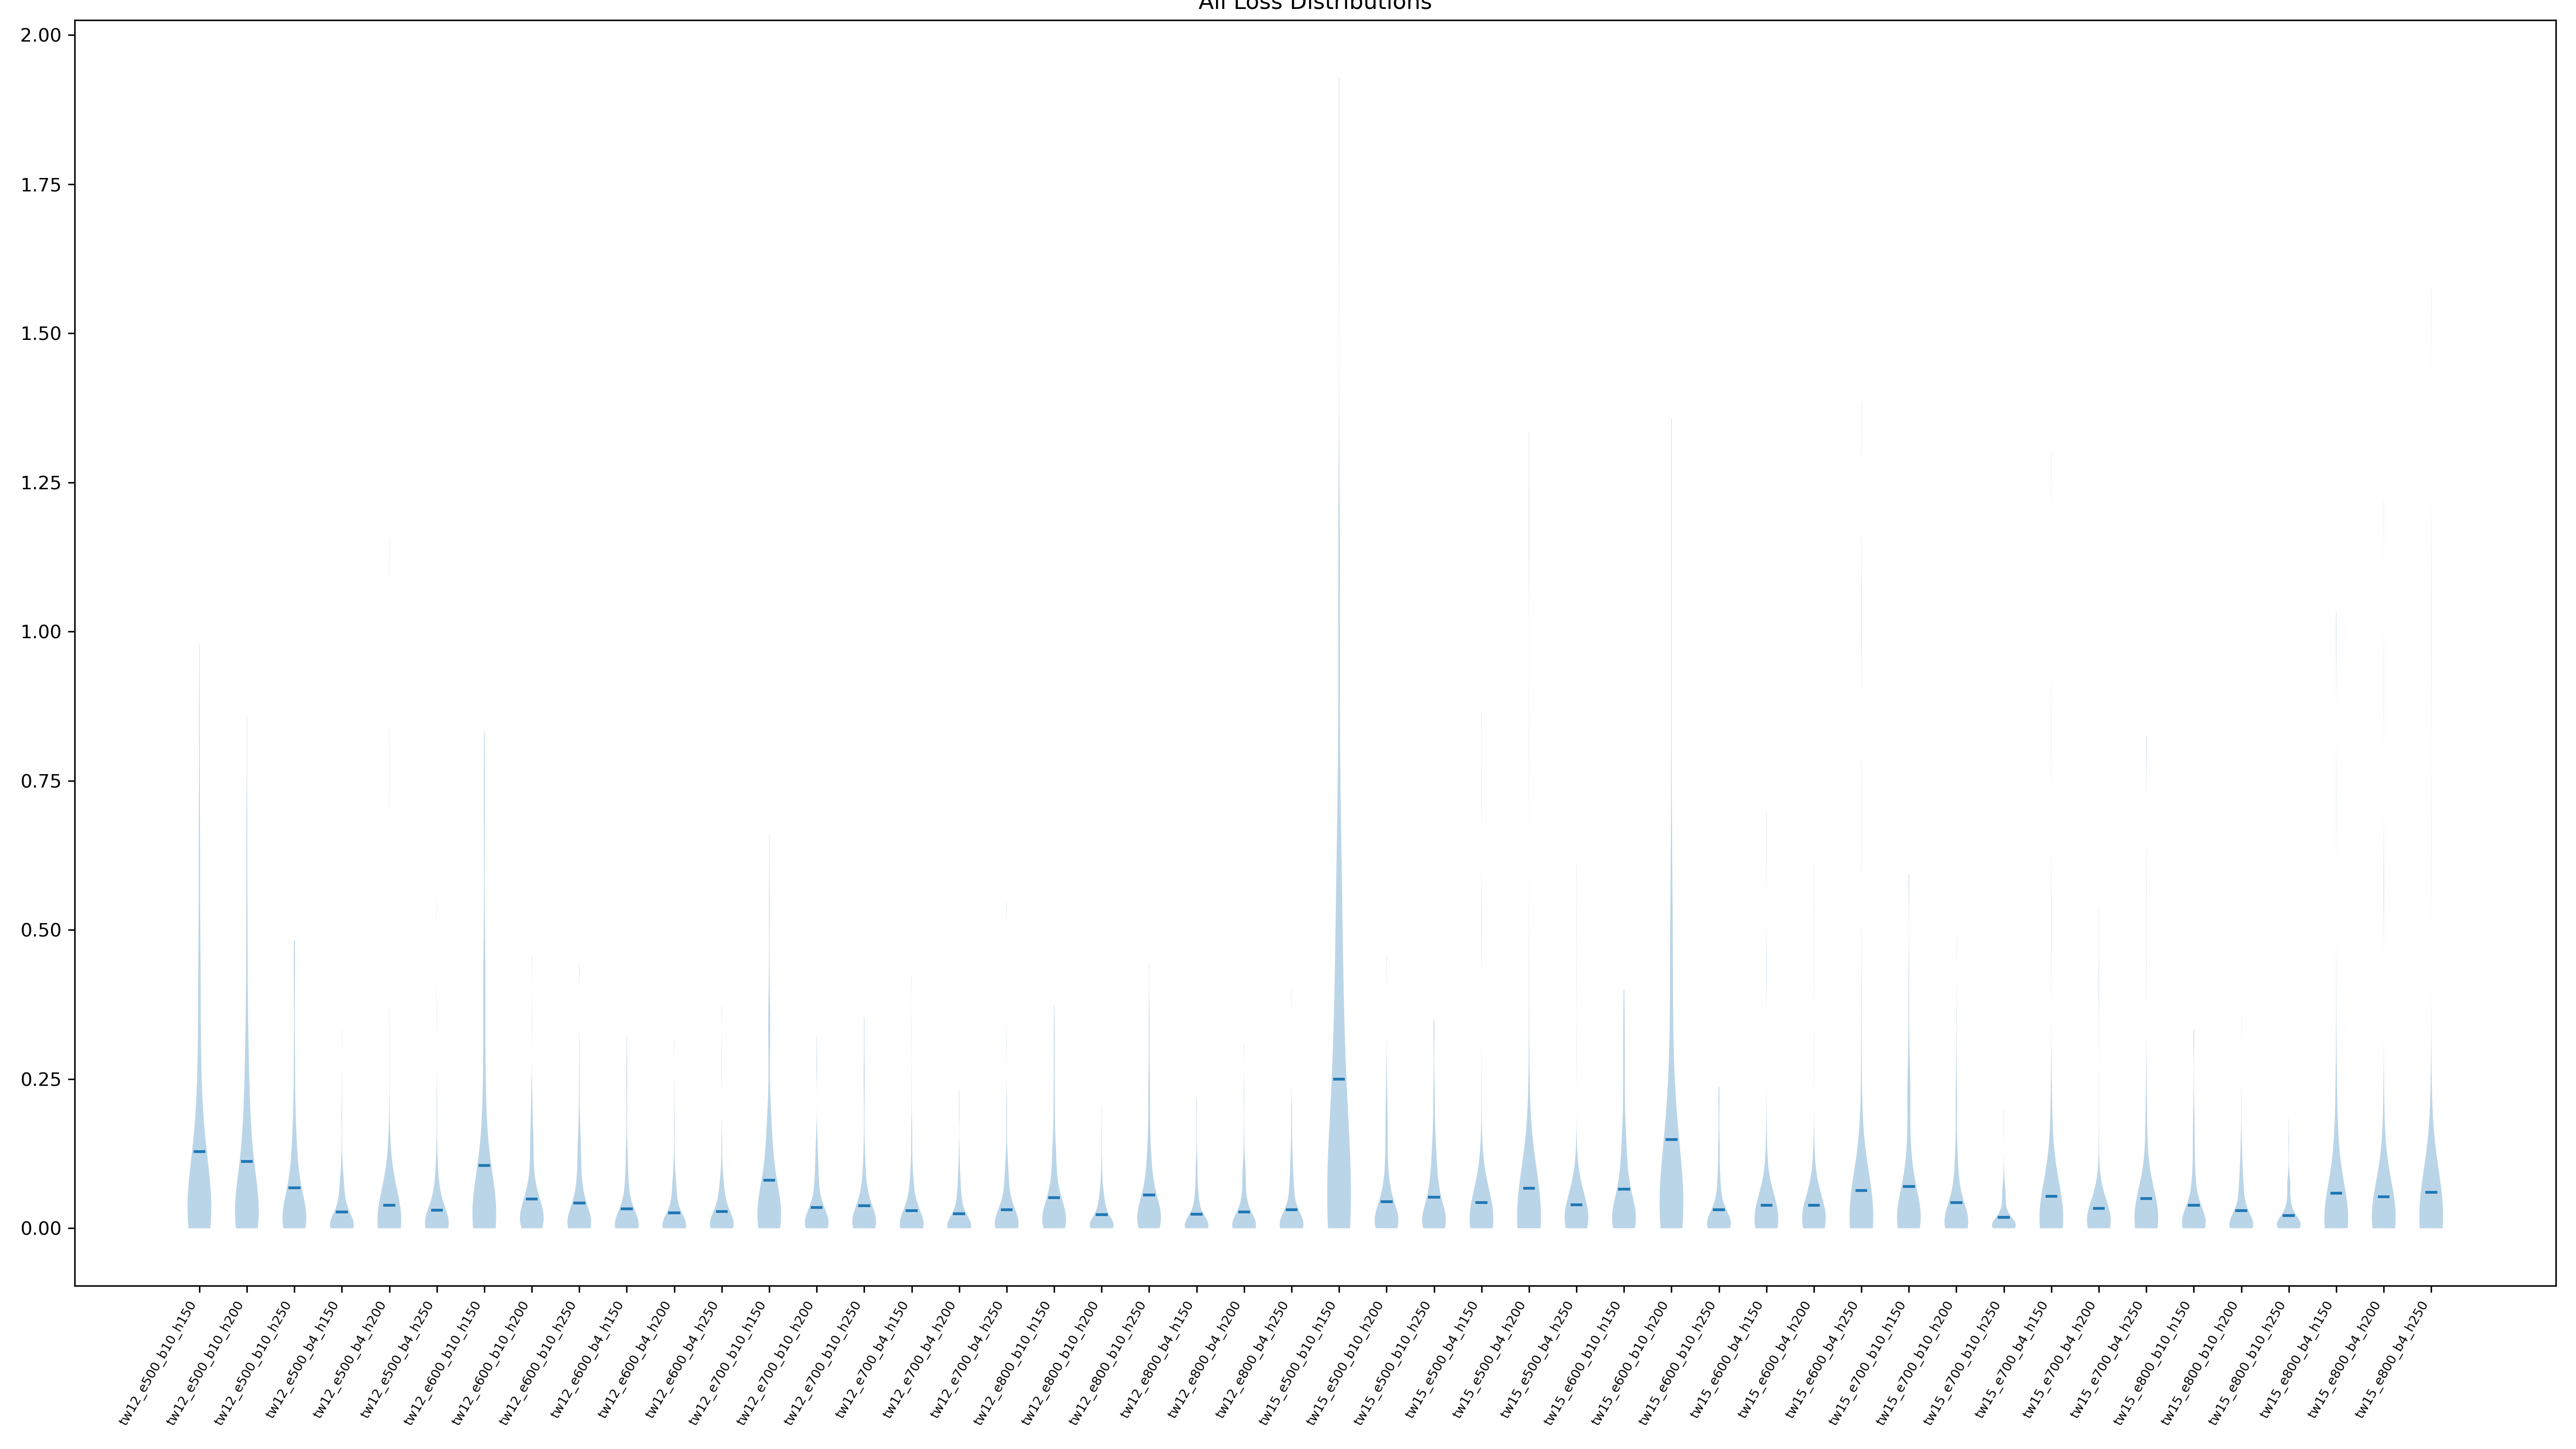 All Loss Distributions
2.00
1.75
1.50
1.25
1.00
0.75
0.50
0.25
0.00
tw12_e500_b10_h150
tw12_e500_b10_h200
tw12_e500_b10_h250
tw12_e500_b4_h150
tw12_e500_b4_h200
tw12_e500_b4_h250
tw12_e600_b10_h150
tw12_e600_b10_h200
tw12_e600_b10_h250
tw12_e600_b4_h150
tw12_e600_b4_h200
tw12_e600_b4_h250
tw12_e700_b10_h150
tw12_e700_b10_h200
tw12_e700_b10_h250
tw12_e700_b4_h150
tw12_e700_b4_h200
tw12_e700_b4_h250
tw12_e800_b10_h150
tw12_e800_b10_h200
tw12_e800_b10_h250
tw12_e800_b4_h150
tw12_e800_b4_h200
tw12_e800_b4_h250
tw15_e500_b10_h150
tw15_e500_b10_h200
tw15_e500_b10_h250
tw15_e500_b4_h150
tw15_e500_b4_h200
tw15_e500_b4_h250
tw15_e600_b10_h150
tw15_e600_b10_h200
tw15_e600_b10_h250
tw15_e600_b4_h150
tw15_e600_b4_h200
tw15_e600_b4_h250
tw15_e700_b10_h150
tw15_e700_b10_h200
tw15_e700_b10_h250
tw15_e700_b4_h150
tw15_e700_b4_h200
tw15_e700_b4_h250
tw15_e800_b10_h150
tw15_e800_b10_h200
tw15_e800_b10_h250
tw15_e800_b4_h150
tw15_e800_b4_h200
tw15_e800_b4_h250